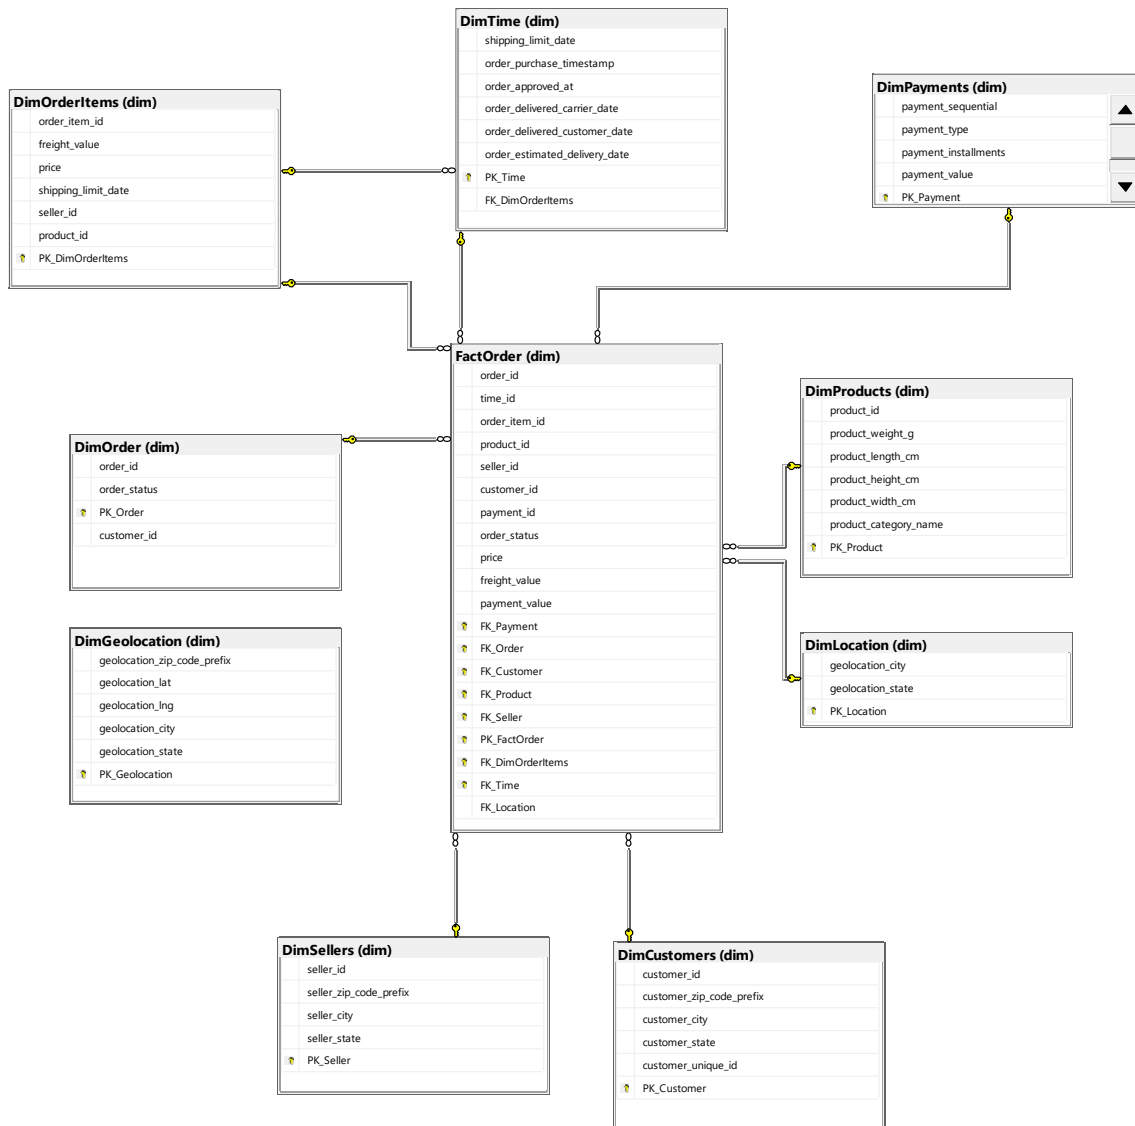 DimTime (dim)
shipping_limit_date
order_purchase_timestamp
order_approved_at
order_delivered_carrier_date
order_delivered_customer_date
order_estimated_delivery_date
PK_Time
FK_DimOrderItems
DimOrderItems (dim)
order_item_id
freight_value
price
shipping_limit_date
seller_id
product_id
PK_DimOrderItems
DimPayments (dim)
payment_sequential
payment_type
payment_installments
payment_value
PK_Payment
FactOrder (dim)
order_id
time_id
order_item_id
product_id
seller_id
customer_id
payment_id
order_status
price
freight_value
payment_value
FK_Payment
FK_Order
FK_Customer
FK_Product
FK_Seller
PK_FactOrder
FK_DimOrderItems
FK_Time
FK_Location
DimProducts (dim)
product_id
product_weight_g
product_length_cm
product_height_cm
product_width_cm
product_category_name
PK_Product
DimOrder (dim)
order_id
order_status
PK_Order
customer_id
DimGeolocation (dim)
geolocation_zip_code_prefix
geolocation_lat
geolocation_lng
geolocation_city
geolocation_state
PK_Geolocation
DimLocation (dim)
geolocation_city
geolocation_state
PK_Location
DimSellers (dim)
seller_id
seller_zip_code_prefix
seller_city
seller_state
PK_Seller
DimCustomers (dim)
customer_id
customer_zip_code_prefix
customer_city
customer_state
customer_unique_id
PK_Customer